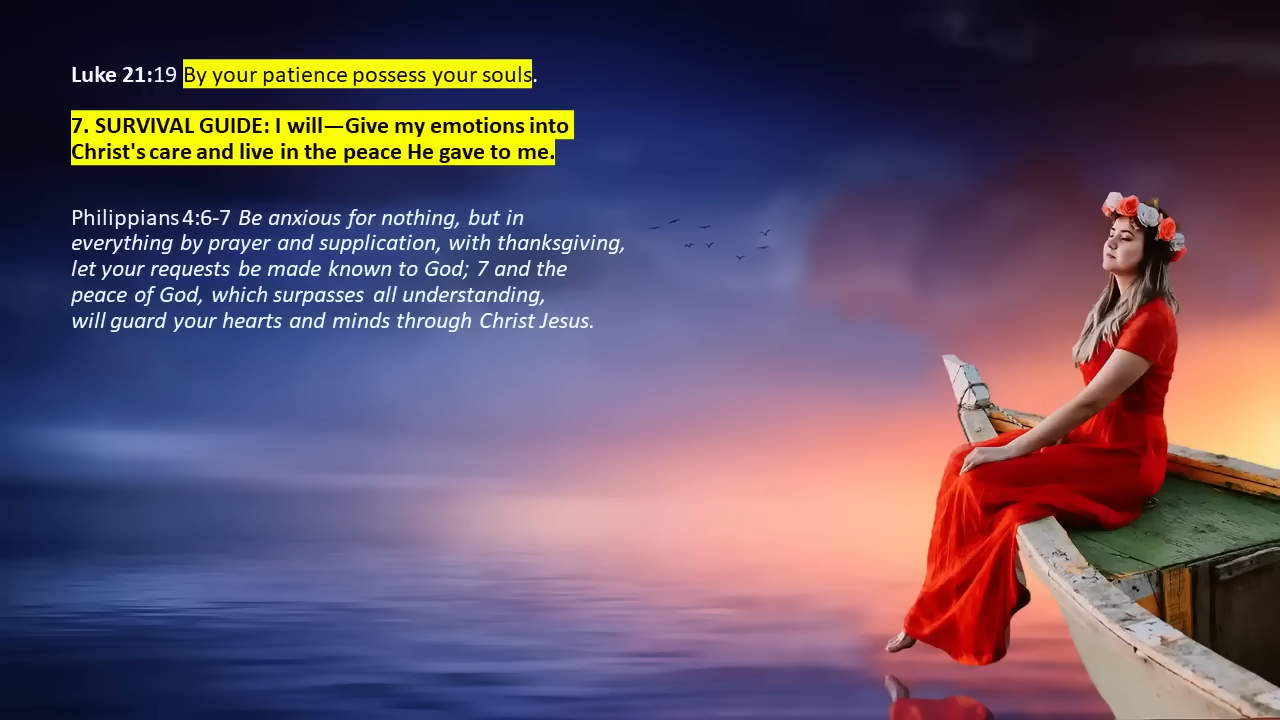 Luke 21:19 By your patience possess your souls.
7. SURVIVAL GUIDE: I will—Give my emotions into
Christ's care and live in the peace He gave to me.
Philippians 4:6-7 Be anxious for nothing, but in
everything by prayer and supplication, with thanksgiving,
let your requests be made known to God; 7 and the
peace of God, which surpasses all understanding,
will guard your hearts and minds through Christ Jesus.